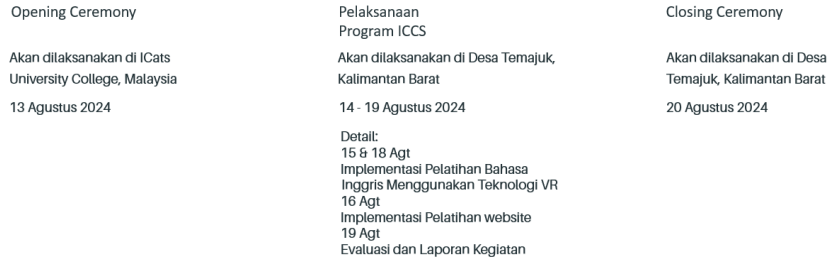 Opening Ceremony
Akan dilaksanakan di ICats
University College, Malaysia
13 Agustus 2024
Pelaksanaan
Program ICCS
Akan dilaksanakan di Desa Temajuk,
Kalimantan Barat
14 - 19 Agustus 2024
Detail:
15 & 18 Agt
Implementasi Pelatihan Bahasa
Inggris Menggunakan Teknologi VR
16 Agt
Implementasi Pelatihan website
19 Agt
Evaluasi dan Laporan Kegiatan
Closing Ceremony
Akan dilaksanakan di Desa
Temajuk, Kalimantan Barat
20 Agustus 2024